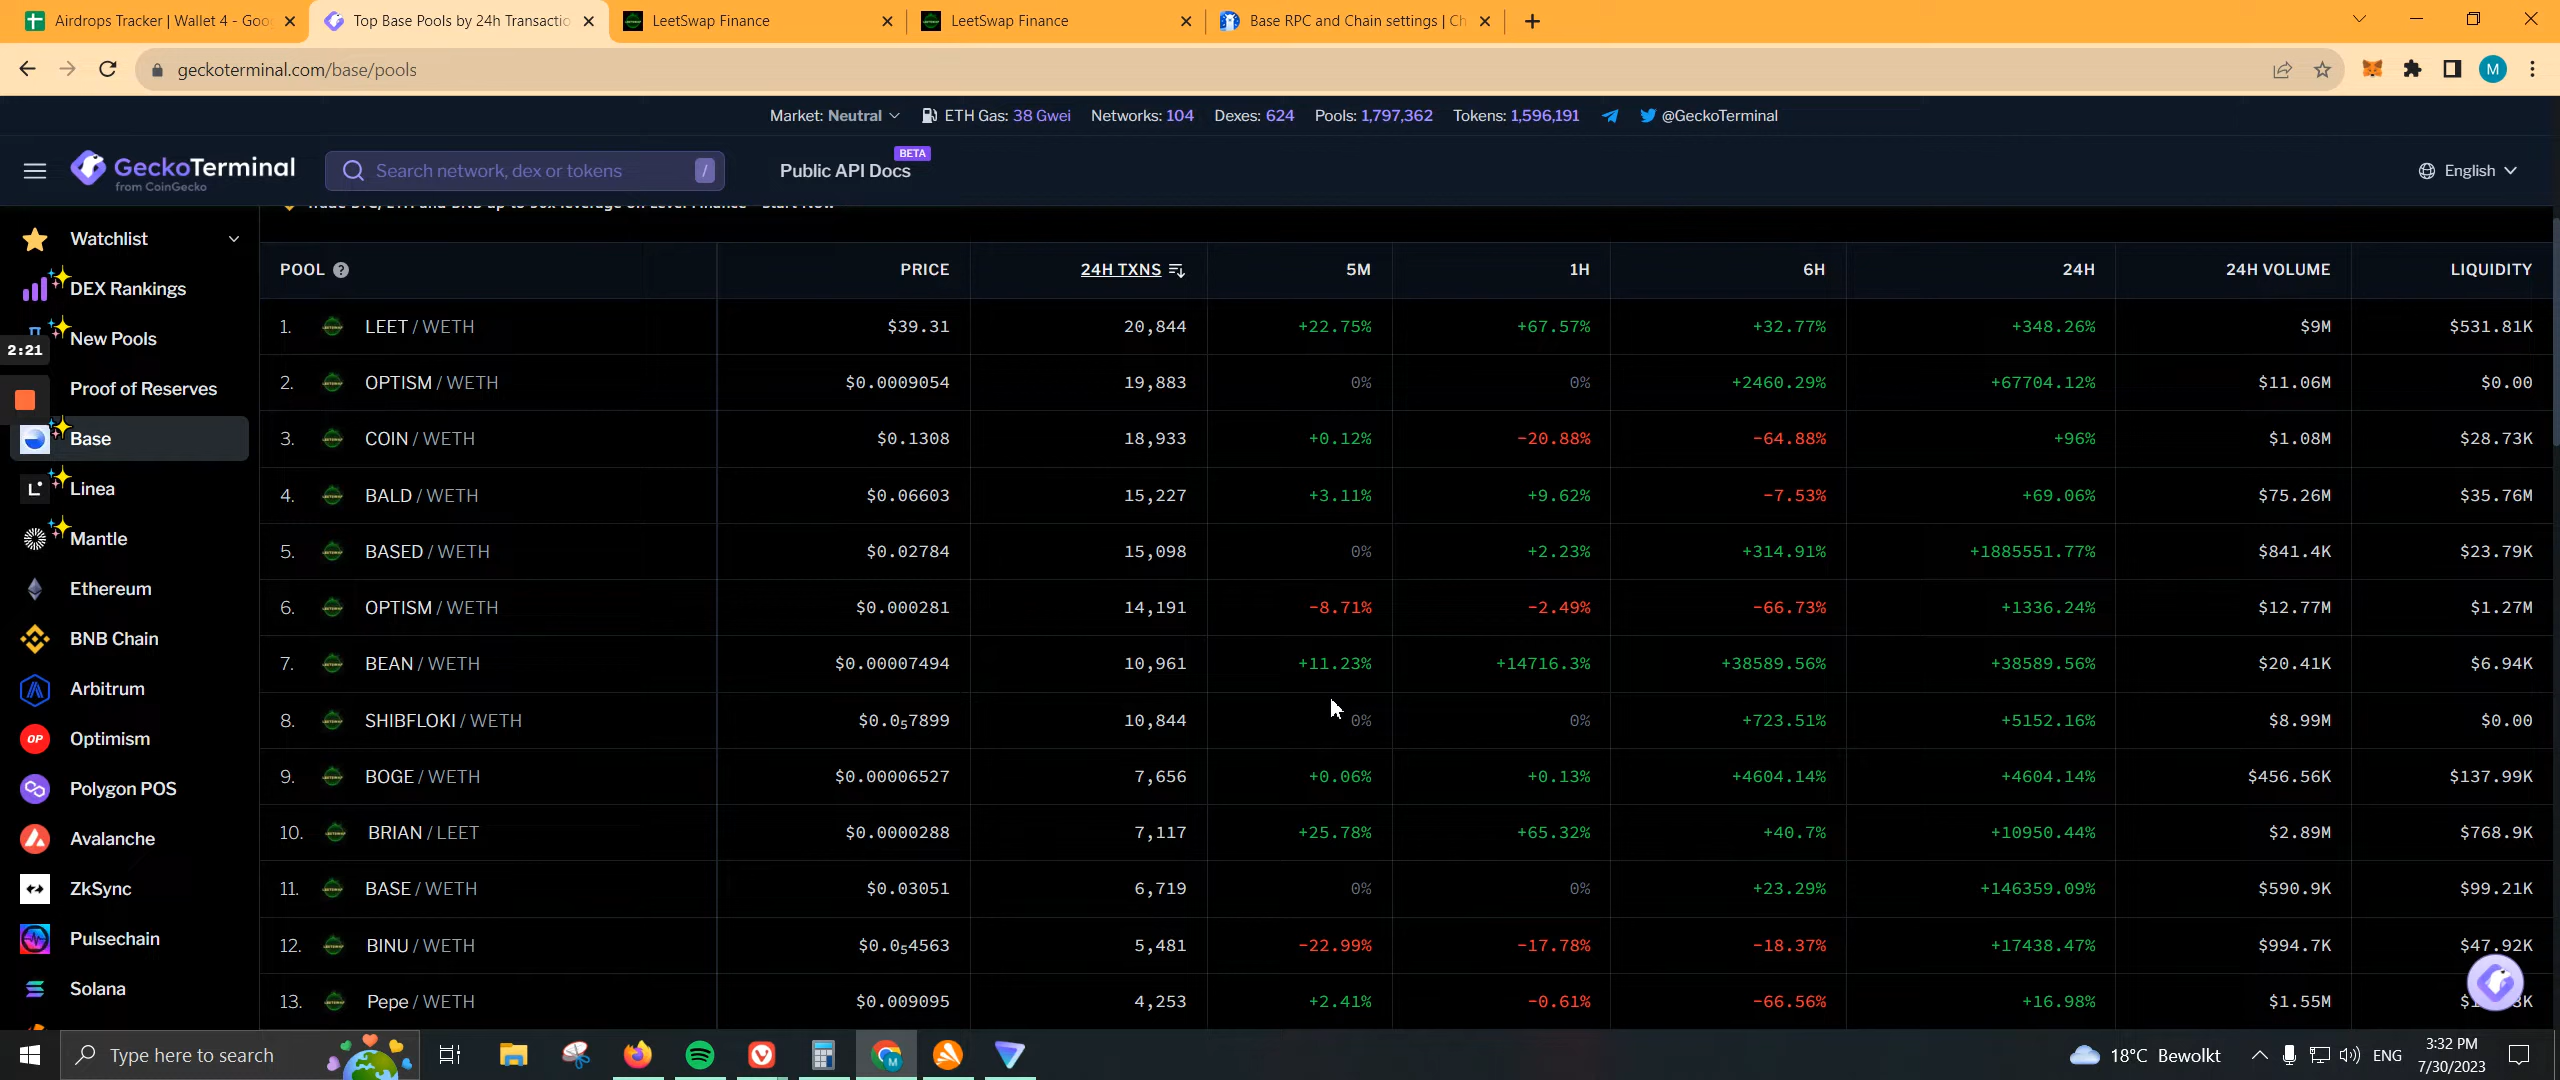 Airdrops Tracker | Wallet 4 - Goo
Top Base Pools by 24h Transactio
LeetSwap Finance
LeetSwap Finance
Base RPC and Chain settings | Ch
geckoterminal.com/base/pools
M
Market: Neutral
ETH Gas: 38 Gwei
Networks: 104
Dexes: 624
Pools: 1,797,362
Tokens: 1,596,191
@GeckoTerminal
GeckoTerminal
from CoinGecko
Search network, dex or tokens /
Public API Docs BETA
English
Watchlist
DEX Rankings
New Pools
2:21
Proof of Reserves
Base
Linea
Mantle
Ethereum
BNB Chain
Arbitrum
OP Optimism
Polygon POS
Avalanche
ZkSync
Pulsechain
Solana
POOL ? PRICE 24H TXNS 5M 1H 6H 24H 24H VOLUME LIQUIDITY
1. LEET / WETH $39.31 20,844 +22.75% +67.57% +32.77% +348.26% $9M $531.81K
2. OPTISM / WETH $0.0009054 19,883 0% 0% +2460.29% +67704.12% $11.06M $0.00
3. COIN / WETH $0.1308 18,933 +0.12% -20.88% -64.88% +96% $1.08M $28.73K
4. BALD / WETH $0.06603 15,227 +3.11% +9.62% -7.53% +69.06% $75.26M $35.76M
5. BASED / WETH $0.02784 15,098 0% +2.23% +314.91% +1885551.77% $841.4K $23.79K
6. OPTISM / WETH $0.000281 14,191 -8.71% -2.49% -66.73% +1336.24% $12.77M $1.27M
7. BEAN / WETH $0.00007494 10,961 +11.23% +14716.3% +38589.56% +38589.56% $20.41K $6.94K
8. SHIBFLOKI / WETH $0.0₅7899 10,844 0% 0% +723.51% +5152.16% $8.99M $0.00
9. BOGE / WETH $0.00006527 7,656 +0.06% +0.13% +4604.14% +4604.14% $456.56K $137.99K
10. BRIAN / LEET $0.0000288 7,117 +25.78% +65.32% +40.7% +10950.44% $2.89M $768.9K
11. BASE / WETH $0.03051 6,719 0% 0% +23.29% +146359.09% $590.9K $99.21K
12. BINU / WETH $0.0₅4563 5,481 -22.99% -17.78% -18.37% +17438.47% $994.7K $47.92K
13. Pepe / WETH $0.009095 4,253 +2.41% -0.61% -66.56% +16.98% $1.55M
Type here to search
18°C Bewolkt
ENG
3:32 PM
7/30/2023